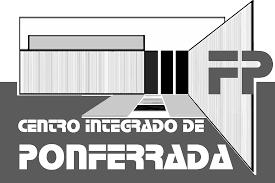 FP
CENTRO INTEGRADO DE
PONFERRADA